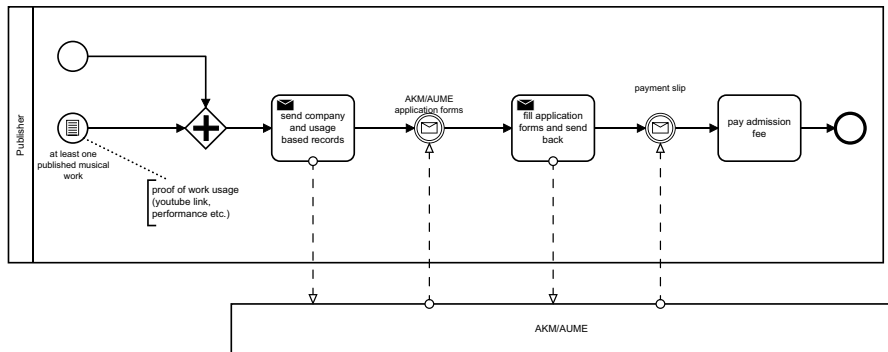 Publisher
at least one
published musical
work
proof of work usage
(youtube link,
performance etc.)
send company
and usage
based records
AKM/AUME
application forms
fill application
forms and send
back
payment slip
pay admission
fee
AKM/AUME